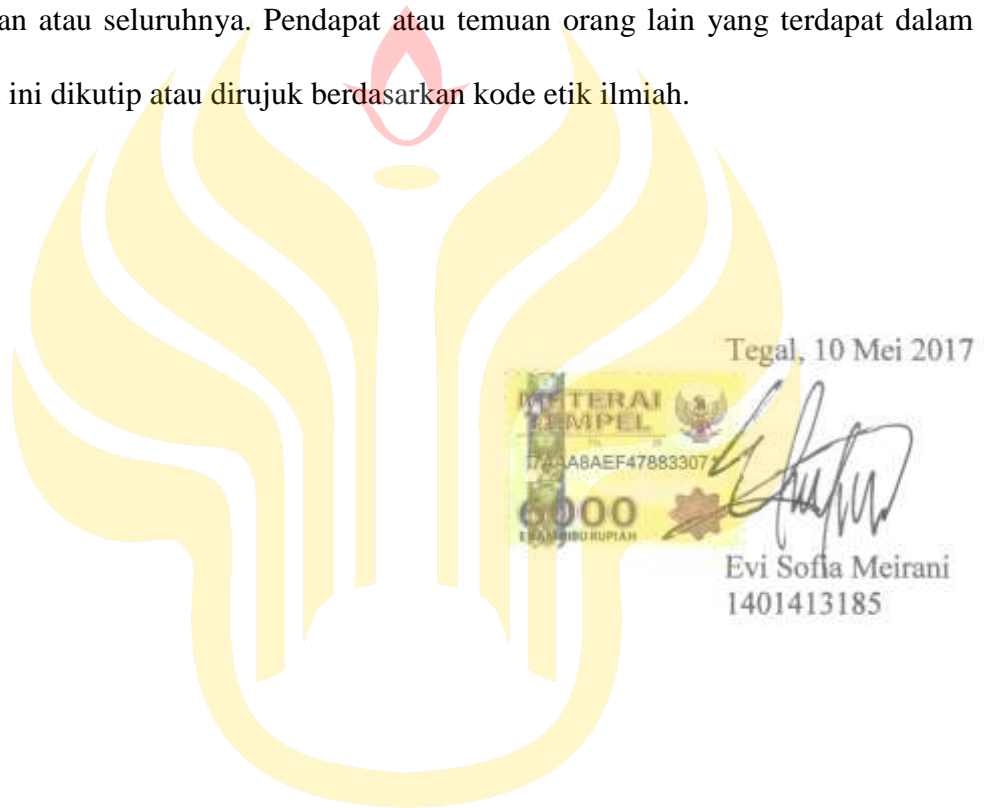 an atau seluruhnya. Pendapat atau temuan orang lain yang terdapat dalam
ini dikutip atau dirujuk berdasarkan kode etik ilmiah.
Tegal, 10 Mei 2017
METERAI
TEMPEL
AAA8AEF478833071
6000
ENAM RIBU RUPIAH
Evi Sofia Meirani
1401413185